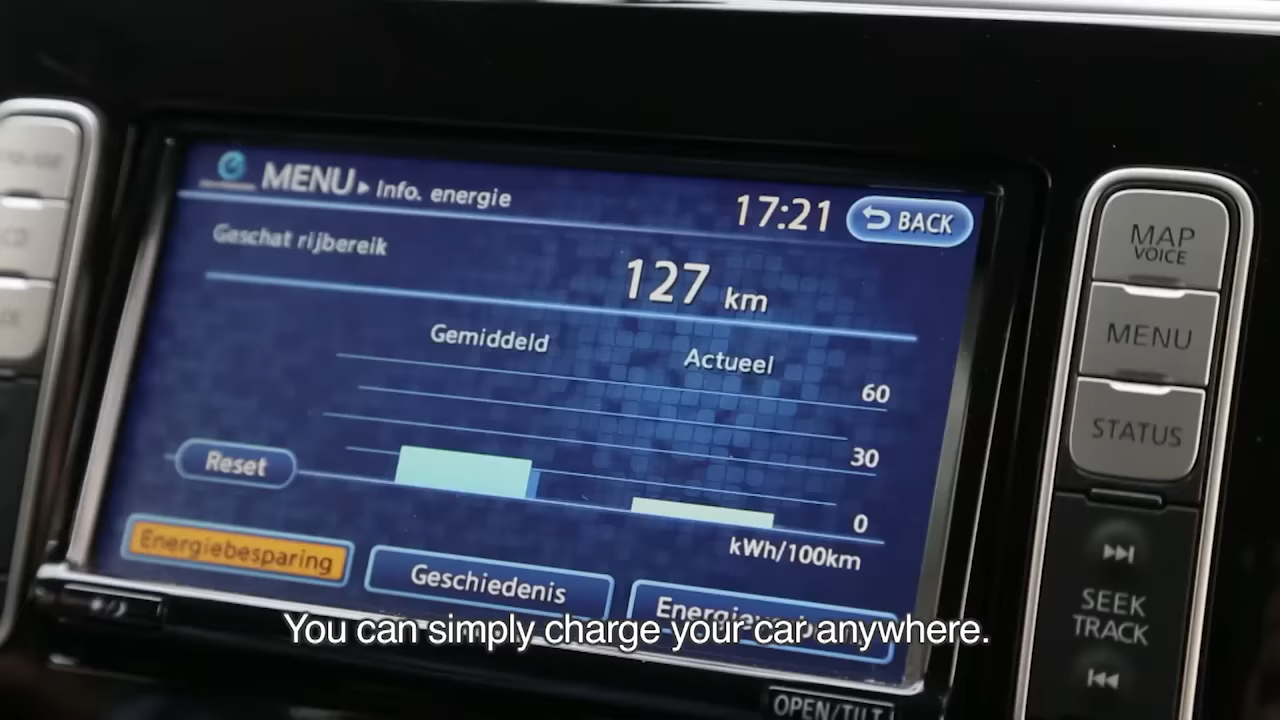 MENU ▸ Info. energie
17:21
BACK
Geschat rijbereik
127 km
Gemiddeld
Actueel
60
30
0
kWh/100km
Reset
Energiebesparing
Geschiedenis
You can simply charge your car anywhere.
MAP
VOICE
MENU
STATUS
SEEK
TRACK
OPEN/TILT